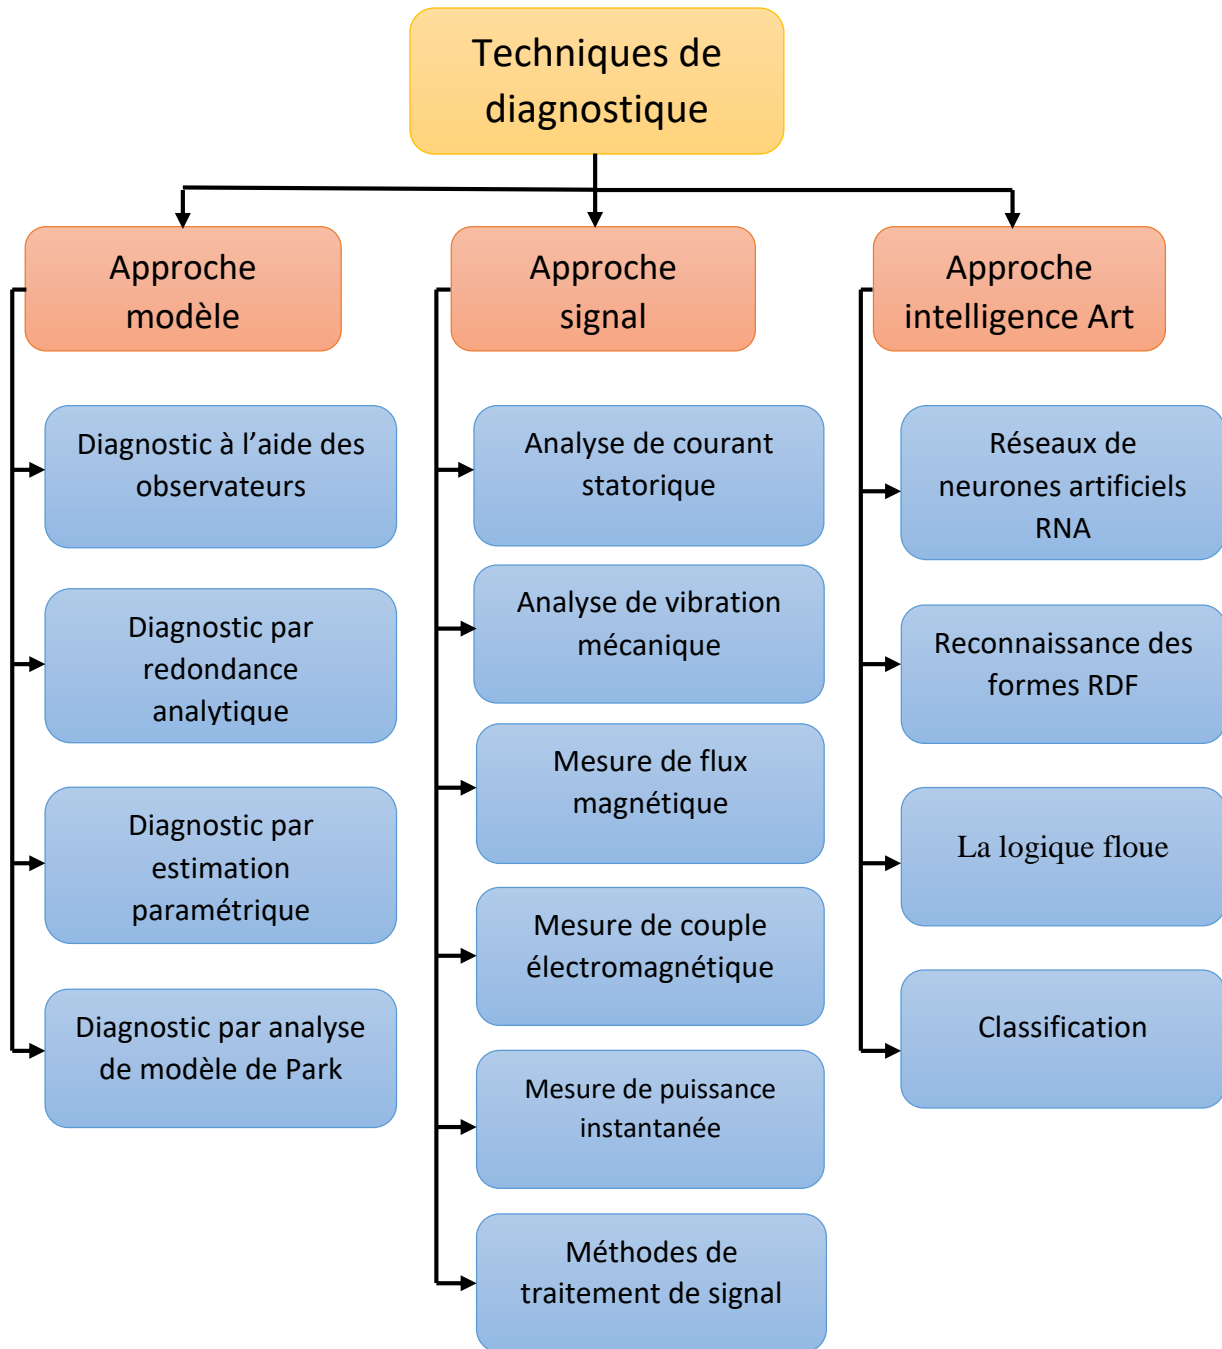 Techniques de
diagnostique
Approche
modèle
Diagnostic à l’aide des
observateurs
Diagnostic par
redondance
analytique
Diagnostic par
estimation
paramétrique
Diagnostic par analyse
de modèle de Park
Approche
signal
Analyse de courant
statorique
Analyse de vibration
mécanique
Mesure de flux
magnétique
Mesure de couple
électromagnétique
Mesure de puissance
instantanée
Méthodes de
traitement de signal
Approche
intelligence Art
Réseaux de
neurones artificiels
RNA
Reconnaissance des
formes RDF
La logique floue
Classification